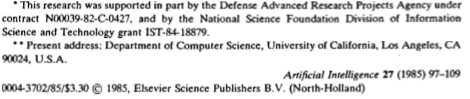 * This research was supported in part by the Defense Advanced Research Projects Agency under
contract N00039-82-C-0427, and by the National Science Foundation Division of Information
Science and Technology grant IST-84-18879.
** Present address: Department of Computer Science, University of California, Los Angeles, CA
90024, U.S.A.
Artificial Intelligence 27 (1985) 97–109
0004-3702/85/$3.30 © 1985, Elsevier Science Publishers B.V. (North-Holland)